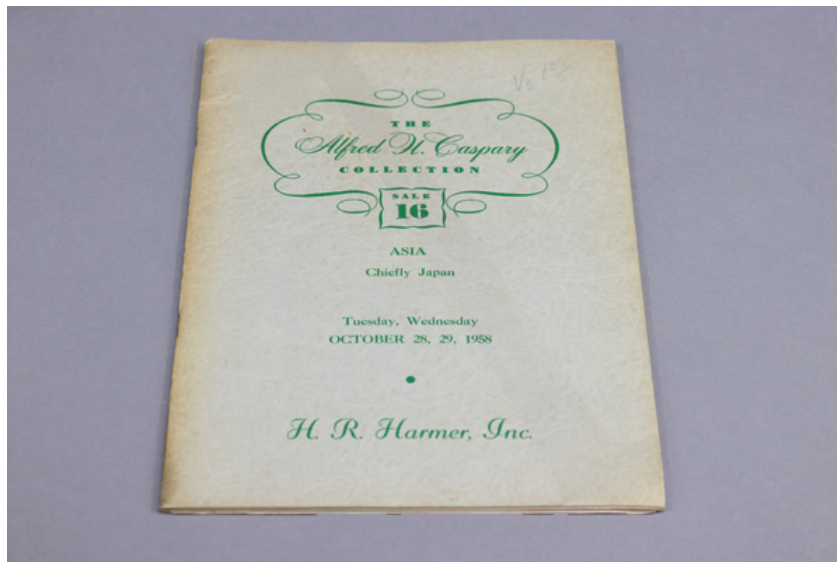 THE
Alfred H. Caspary
COLLECTION
SALE
16
ASIA
Chiefly Japan
Tuesday, Wednesday
OCTOBER 28, 29, 1958
H. R. Harmer, Inc.